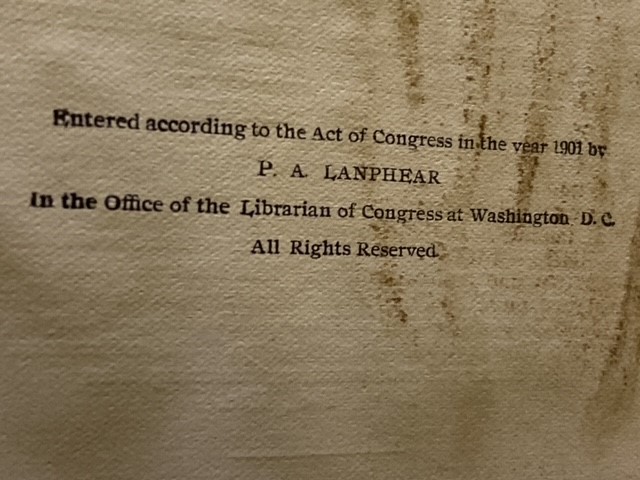 Entered according to the Act of Congress in the year 1901 by
P. A. LANPHEAR
In the Office of the Librarian of Congress at Washington D. C.
All Rights Reserved.